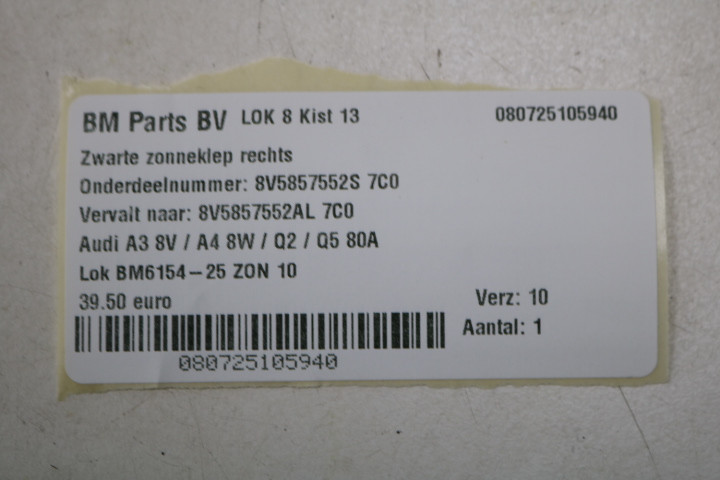 BM Parts BV LOK 8 Kist 13 080725105940
Zwarte zonneklep rechts
Onderdeelnummer: 8V5857552S 7C0
Vervalt naar: 8V5857552AL 7C0
Audi A3 8V / A4 8W / Q2 / Q5 80A
Lok BM6154-25 ZON 10
39.50 euro Verz: 10
Aantal: 1
080725105940